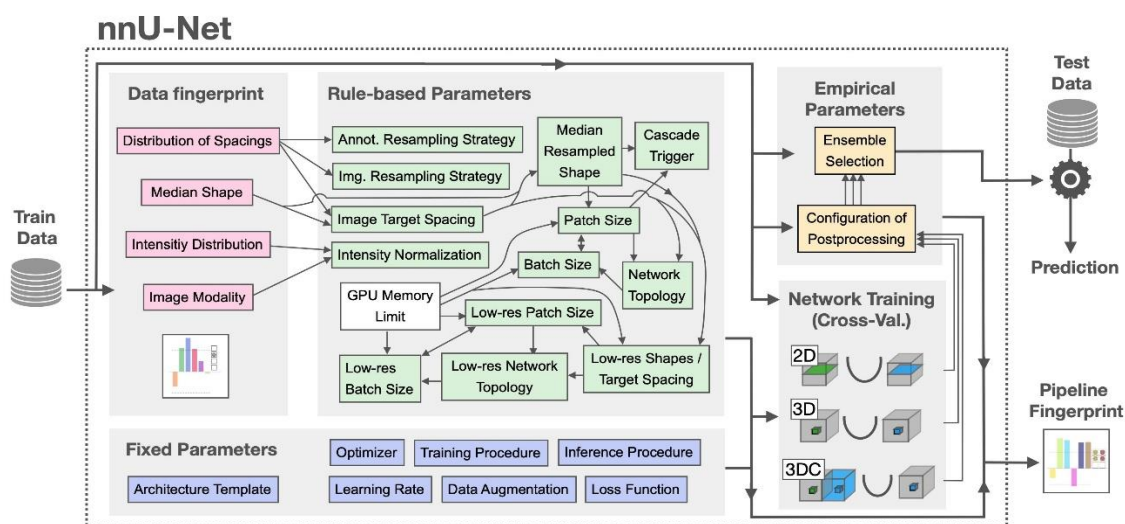 nnU-Net
Data fingerprint
Distribution of Spacings
Median Shape
Intensitiy Distribution
Image Modality
Train
Data
Rule-based Parameters
Annot. Resampling Strategy
Img. Resampling Strategy
Image Target Spacing
Intensity Normalization
Median
Resampled
Shape
Cascade
Trigger
Patch Size
Batch Size
Network
Topology
GPU Memory
Limit
Low-res Patch Size
Low-res
Batch Size
Low-res Network
Topology
Low-res Shapes /
Target Spacing
Fixed Parameters
Architecture Template
Optimizer
Training Procedure
Inference Procedure
Learning Rate
Data Augmentation
Loss Function
Empirical
Parameters
Ensemble
Selection
Configuration of
Postprocessing
Network Training
(Cross-Val.)
2D
3D
3DC
Test
Data
Prediction
Pipeline
Fingerprint